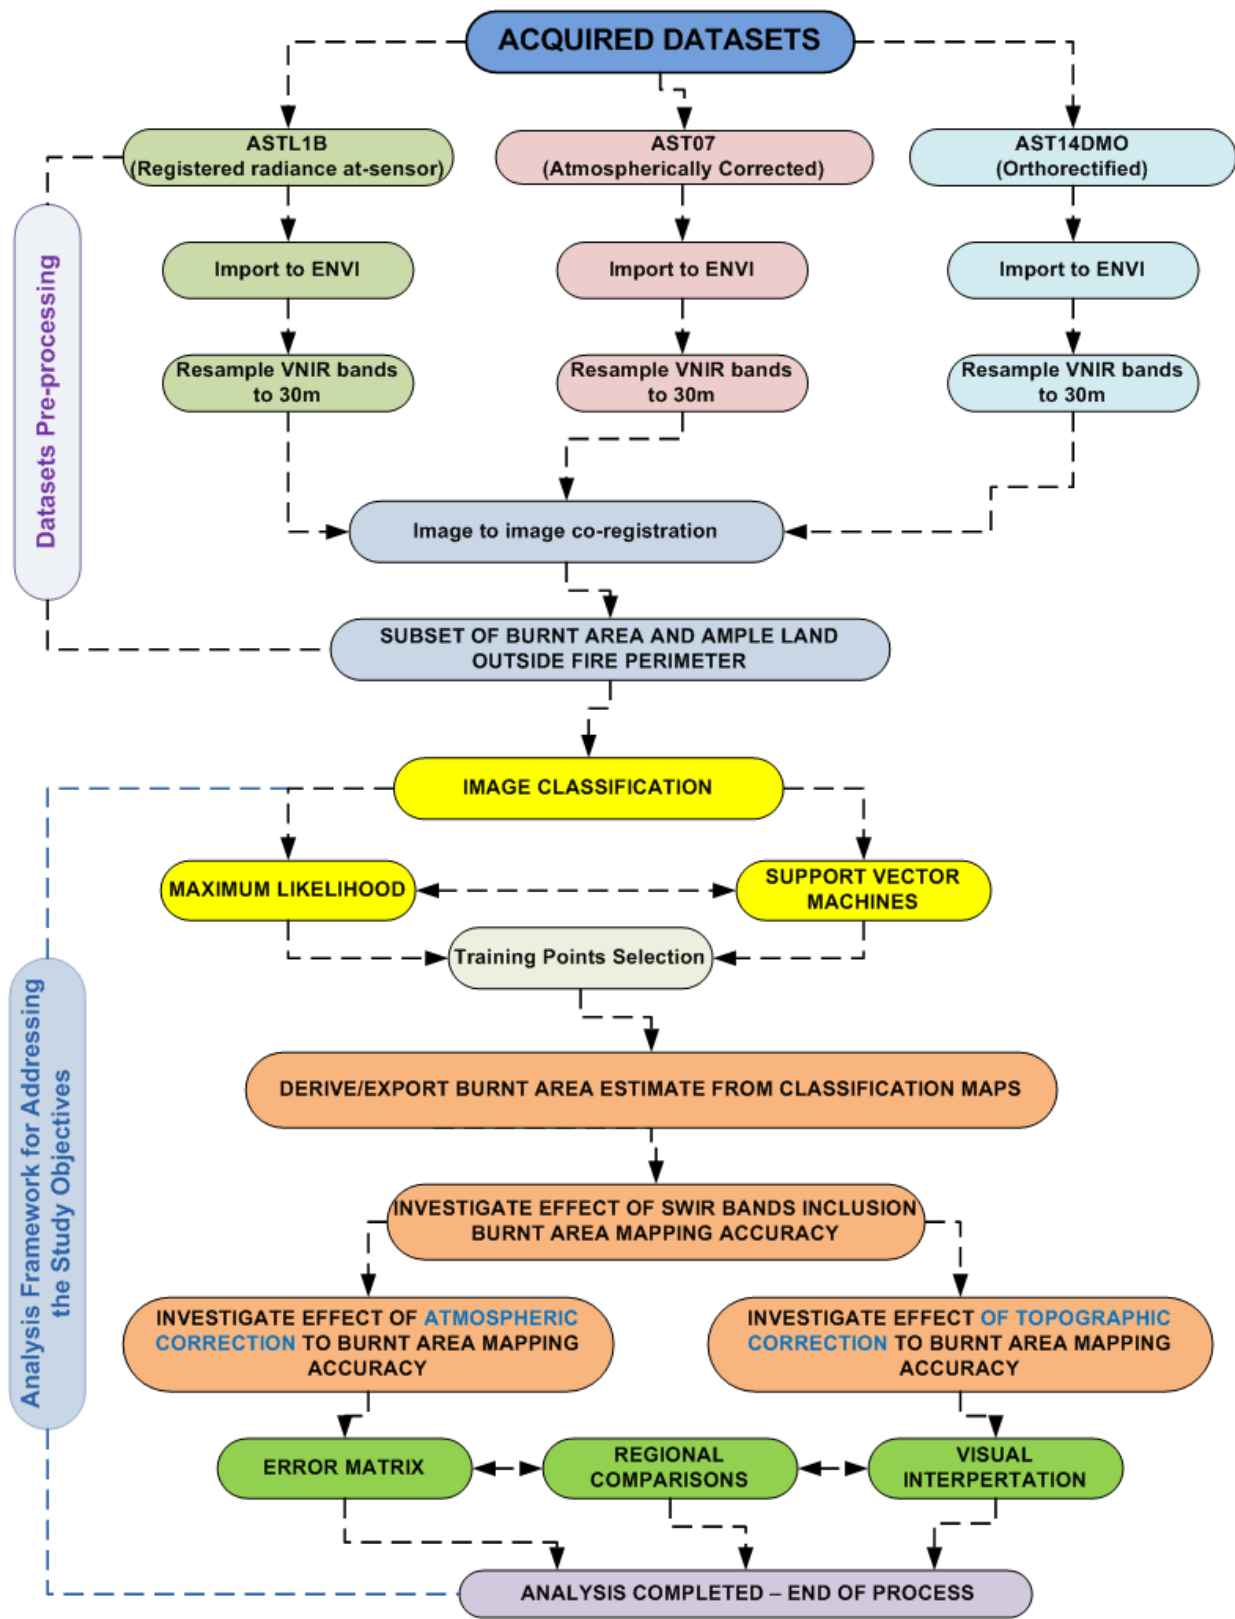 ACQUIRED DATASETS
ASTL1B
(Registered radiance at-sensor)
AST07
(Atmospherically Corrected)
AST14DMO
(Orthorectified)
Import to ENVI
Import to ENVI
Import to ENVI
Resample VNIR bands
to 30m
Resample VNIR bands
to 30m
Resample VNIR bands
to 30m
Datasets Pre-processing
Image to image co-registration
SUBSET OF BURNT AREA AND AMPLE LAND
OUTSIDE FIRE PERIMETER
IMAGE CLASSIFICATION
MAXIMUM LIKELIHOOD
SUPPORT VECTOR
MACHINES
Training Points Selection
Analysis Framework for Addressing
the Study Objectives
DERIVE/EXPORT BURNT AREA ESTIMATE FROM CLASSIFICATION MAPS
INVESTIGATE EFFECT OF SWIR BANDS INCLUSION
BURNT AREA MAPPING ACCURACY
INVESTIGATE EFFECT OF ATMOSPHERIC
CORRECTION TO BURNT AREA MAPPING
ACCURACY
INVESTIGATE EFFECT OF TOPOGRAPHIC
CORRECTION TO BURNT AREA MAPPING
ACCURACY
ERROR MATRIX
REGIONAL
COMPARISONS
VISUAL
INTERPERTATION
ANALYSIS COMPLETED – END OF PROCESS